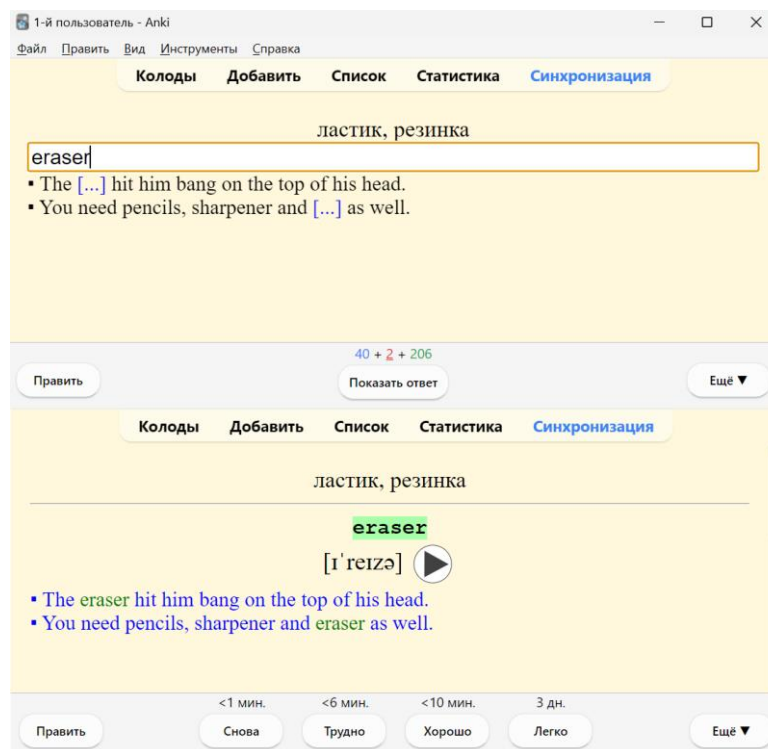 1-й пользователь - Anki
Файл Править Вид Инструменты Справка
Колоды Добавить Список Статистика Синхронизация
ластик, резинка
eraser
▪ The [...] hit him bang on the top of his head.
▪ You need pencils, sharpener and [...] as well.
40 + 2 + 206
Править Показать ответ Ещё ▼
Колоды Добавить Список Статистика Синхронизация
ластик, резинка
eraser
[ɪˈreɪzə]
▪ The eraser hit him bang on the top of his head.
▪ You need pencils, sharpener and eraser as well.
<1 мин. <6 мин. <10 мин. 3 дн.
Править Снова Трудно Хорошо Легко Ещё ▼